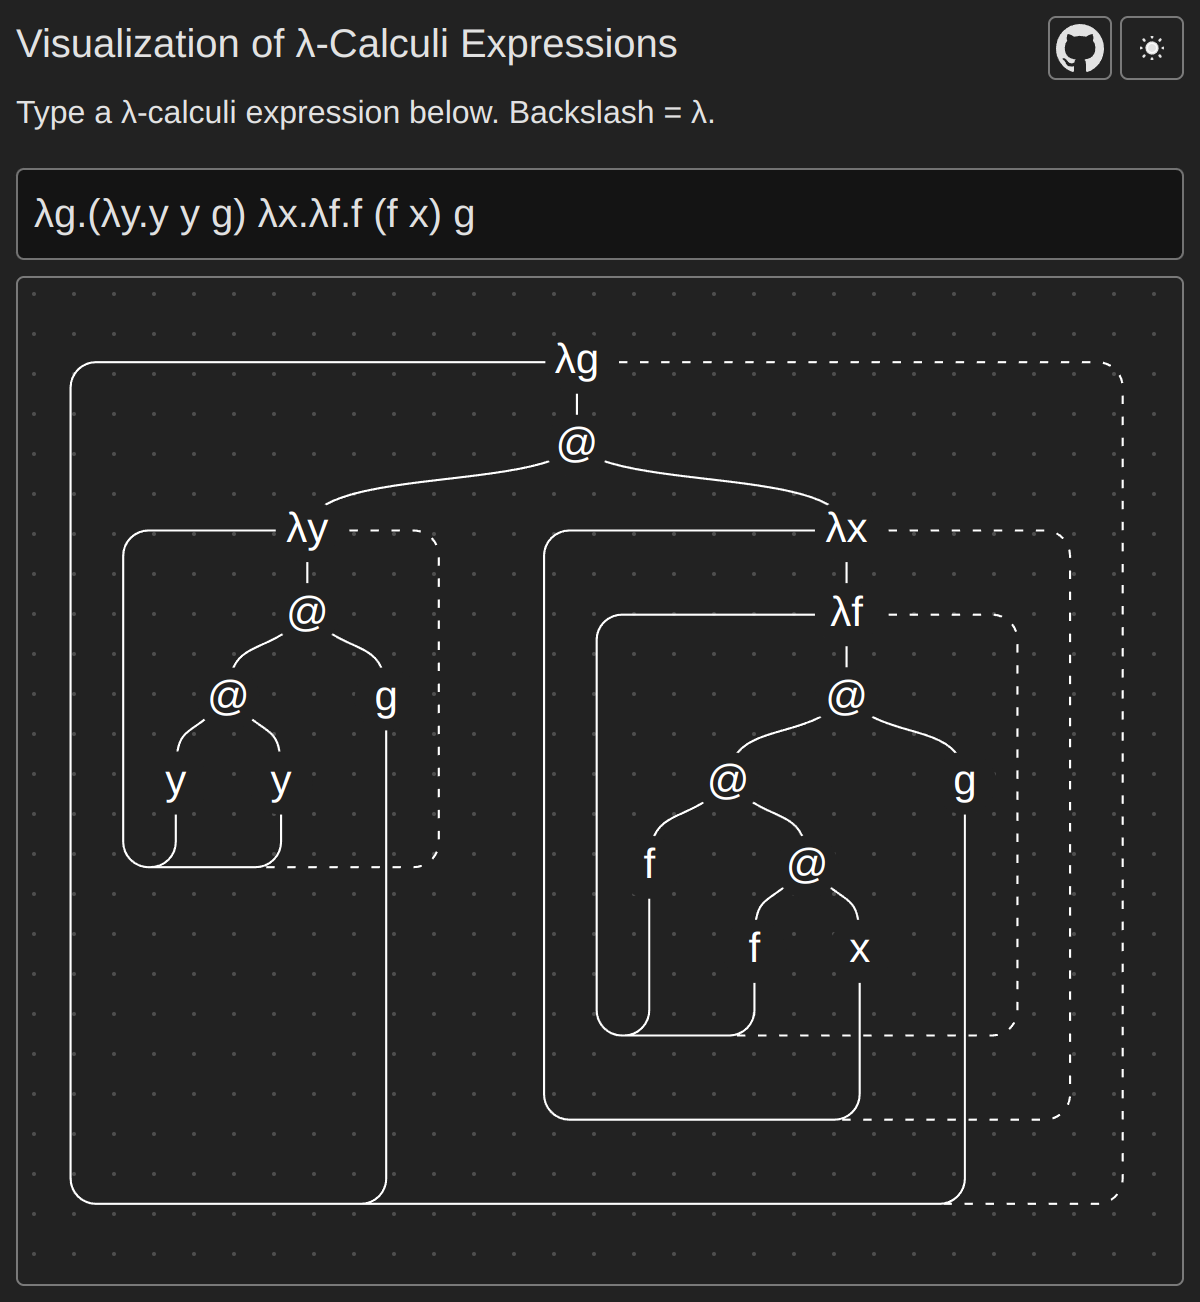 Visualization of λ-Calculi Expressions
Type a λ-calculi expression below. Backslash = λ.
λg.(λy.y y g) λx.λf.f (f x) g
λg
@
λy λx
@ λf
@ g @
y y @ g
f @
f x